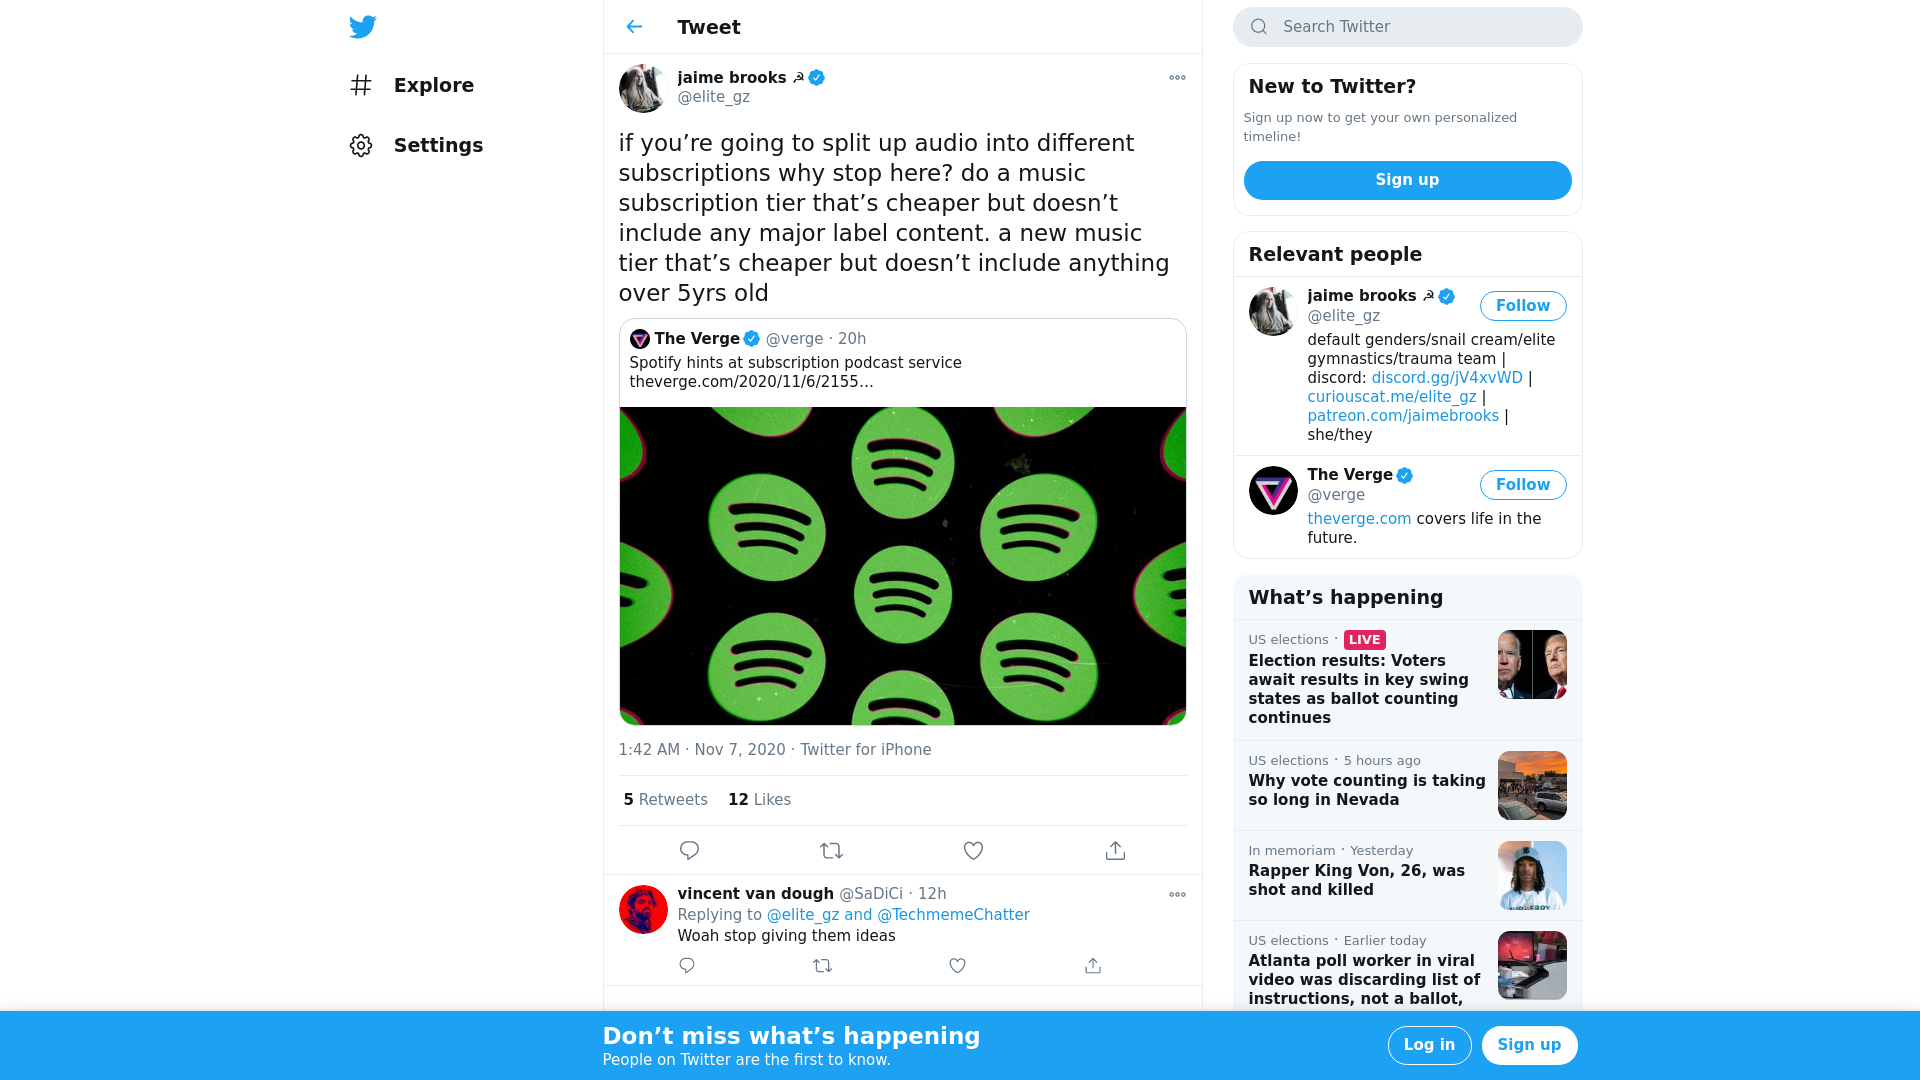 Explore
Settings
Tweet
jaime brooks ☭
@elite_gz
if you’re going to split up audio into different
subscriptions why stop here? do a music
subscription tier that’s cheaper but doesn’t
include any major label content. a new music
tier that’s cheaper but doesn’t include anything
over 5yrs old
The Verge @verge · 20h
Spotify hints at subscription podcast service
theverge.com/2020/11/6/2155…
1:42 AM · Nov 7, 2020 · Twitter for iPhone
5 Retweets 12 Likes
vincent van dough @SaDiCi · 12h
Replying to @elite_gz and @TechmemeChatter
Woah stop giving them ideas
Search Twitter
New to Twitter?
Sign up now to get your own personalized
timeline!
Sign up
Relevant people
jaime brooks ☭
@elite_gz
Follow
default genders/snail cream/elite
gymnastics/trauma team |
discord: discord.gg/jV4xvWD |
curiouscat.me/elite_gz |
patreon.com/jaimebrooks |
she/they
The Verge
@verge
Follow
theverge.com covers life in the
future.
What’s happening
US elections · LIVE
Election results: Voters
await results in key swing
states as ballot counting
continues
US elections · 5 hours ago
Why vote counting is taking
so long in Nevada
In memoriam · Yesterday
Rapper King Von, 26, was
shot and killed
US elections · Earlier today
Atlanta poll worker in viral
video was discarding list of
instructions, not a ballot,
Don’t miss what’s happening
People on Twitter are the first to know.
Log in
Sign up